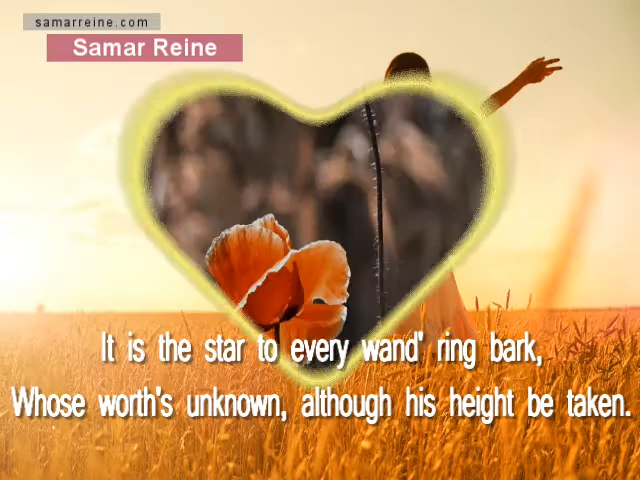 samarreine.com
Samar Reine
It is the star to every wand' ring bark,
Whose worth's unknown, although his height be taken.